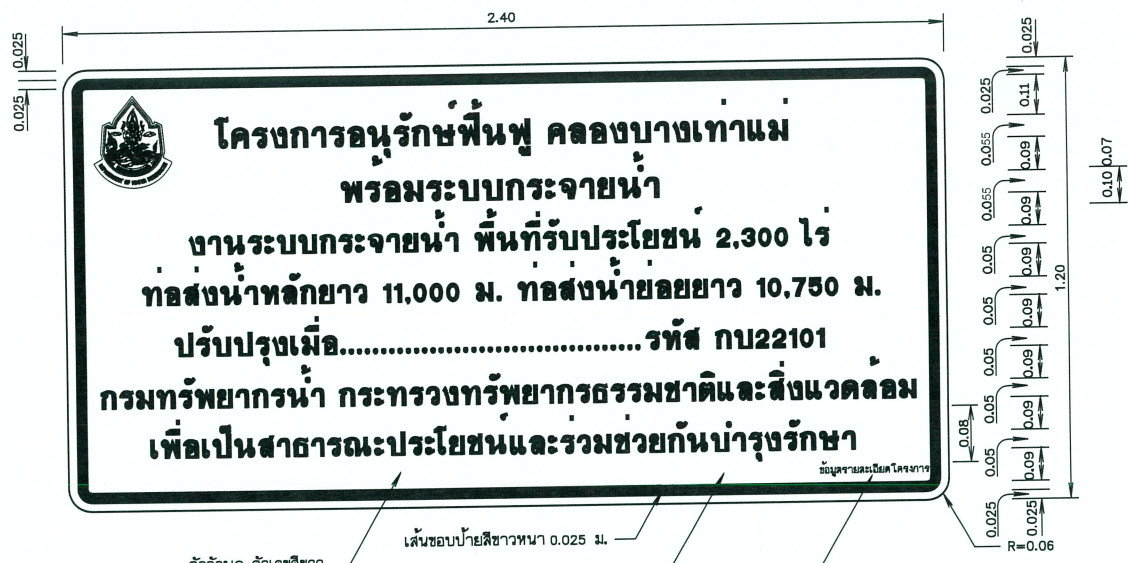 2.40
0.025
0.025
โครงการอนุรักษ์ฟื้นฟู คลองบางเท่าแม่
พร้อมระบบกระจายน้ำ
งานระบบกระจายน้ำ พื้นที่รับประโยชน์ 2,300 ไร่
ท่อส่งน้ำหลักยาว 11,000 ม. ท่อส่งน้ำย่อยยาว 10,750 ม.
ปรับปรุงเมื่อ.....................................รหัส กบ22101
กรมทรัพยากรน้ำ กระทรวงทรัพยากรธรรมชาติและสิ่งแวดล้อม
เพื่อเป็นสาธารณะประโยชน์และร่วมช่วยกันบำรุงรักษา
ข้อมูลรายละเอียดโครงการ
0.025
0.025
0.11
0.055
0.09
0.055
0.09
0.05
0.09
0.05
0.09
0.05
0.09
0.05
0.09
0.05
0.09
0.025
0.025
0.08
1.20
0.07
0.10
R=0.06
เส้นขอบป้ายสีขาวหนา 0.025 ม.